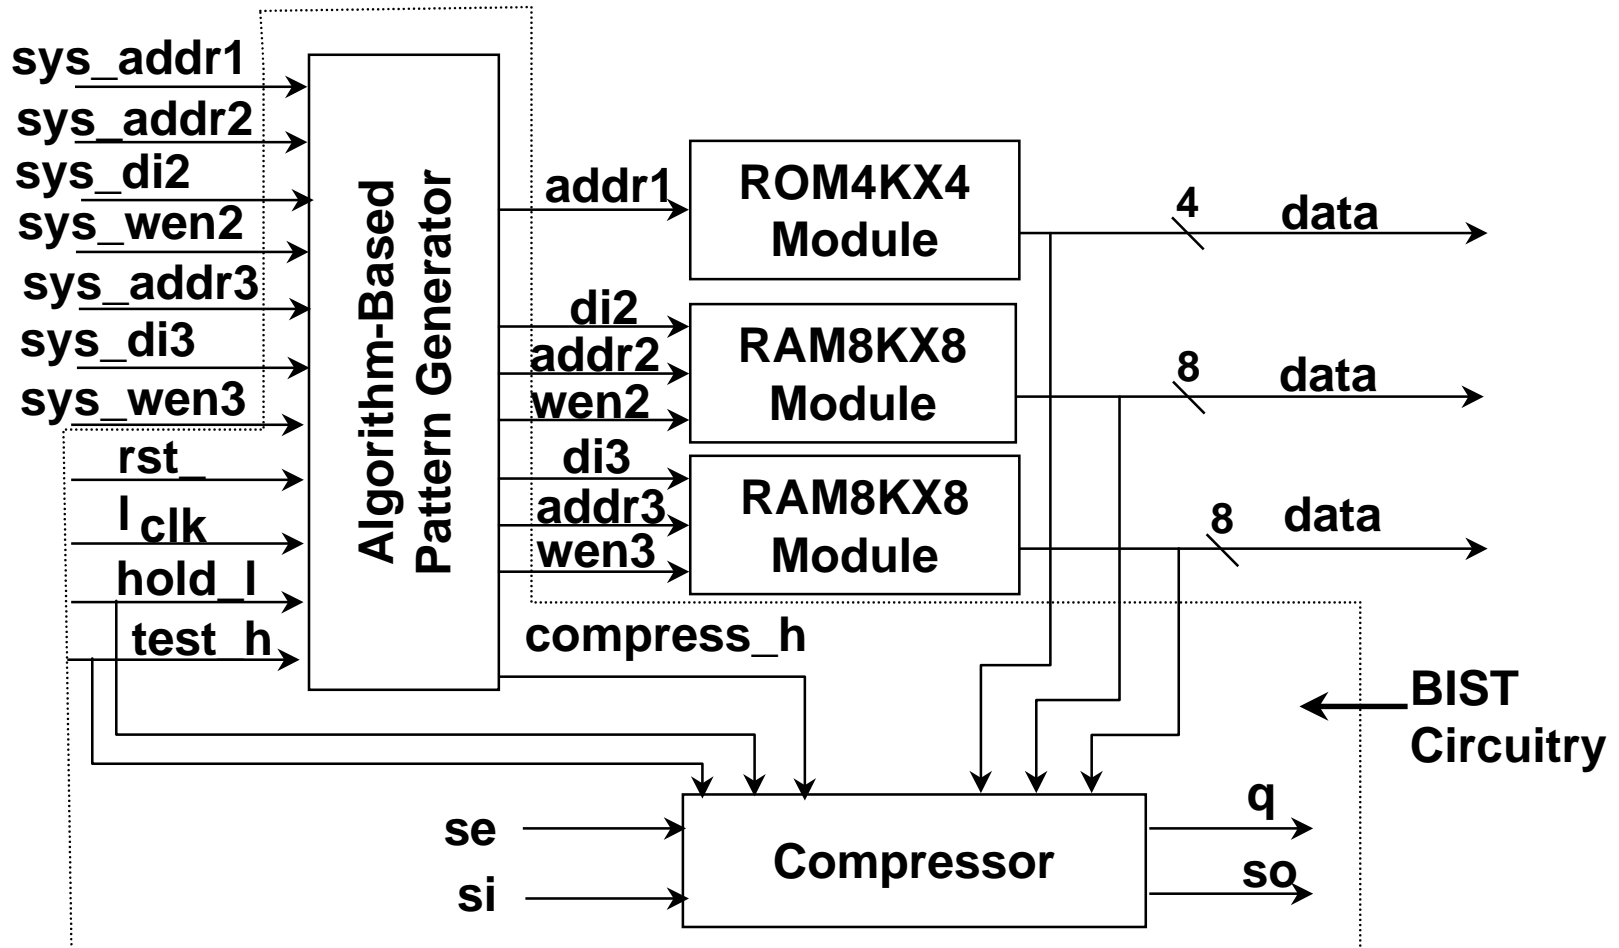 sys_addr1
sys_addr2
sys_di2
sys_wen2
sys_addr3
sys_di3
sys_wen3
rst_
l
clk
hold_l
test_h
Algorithm-Based
Pattern Generator
addr1
di2
addr2
wen2
di3
addr3
wen3
compress_h
ROM4KX4
Module
RAM8KX8
Module
RAM8KX8
Module
4
data
8
data
8
data
BIST
Circuitry
se
si
Compressor
q
so